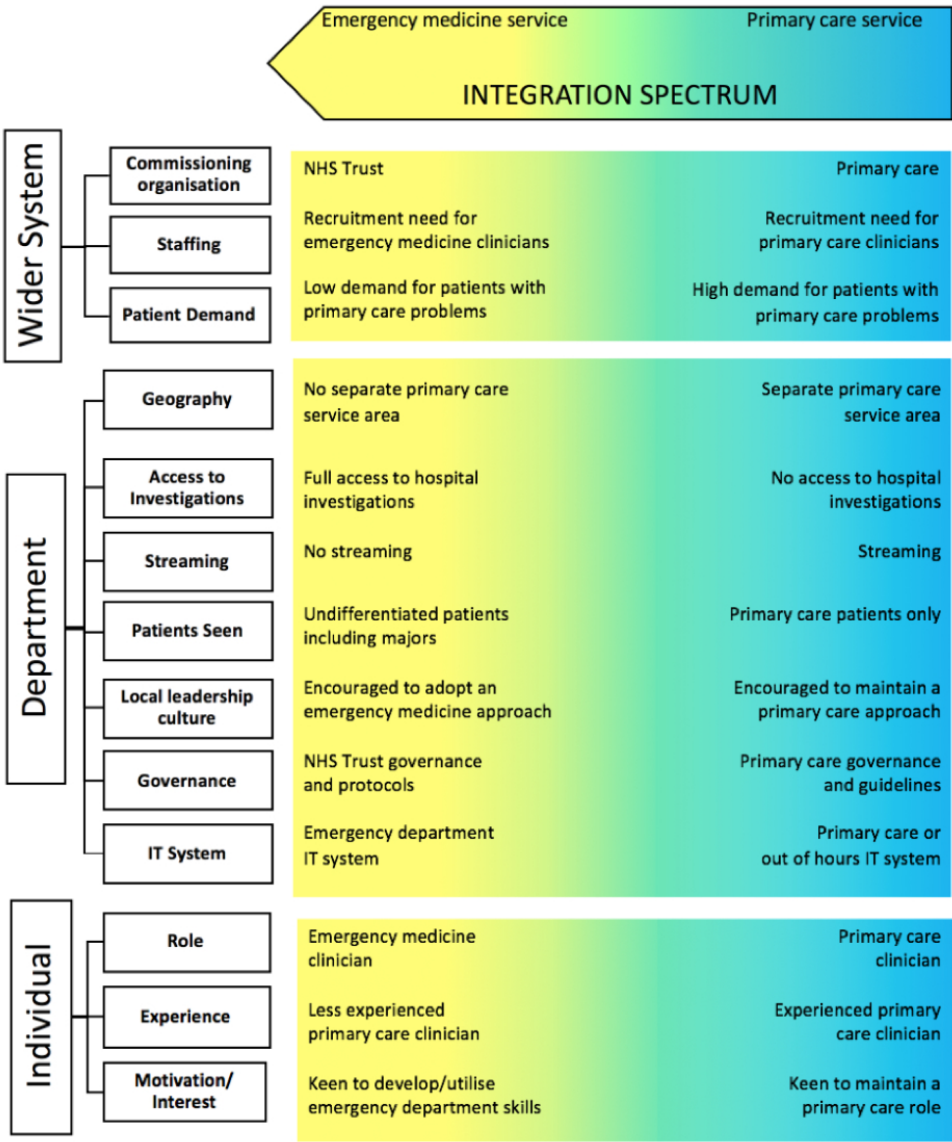 Emergency medicine service
Primary care service
INTEGRATION SPECTRUM
Wider System
Commissioning
organisation
NHS Trust
Primary care
Staffing
Recruitment need for
emergency medicine clinicians
Recruitment need for
primary care clinicians
Patient Demand
Low demand for patients with
primary care problems
High demand for patients with
primary care problems
Department
Geography
No separate primary care
service area
Separate primary care
service area
Access to
Investigations
Full access to hospital
investigations
No access to hospital
investigations
Streaming
No streaming
Streaming
Patients Seen
Undifferentiated patients
including majors
Primary care patients only
Local leadership
culture
Encouraged to adopt an
emergency medicine approach
Encouraged to maintain a
primary care approach
Governance
NHS Trust governance
and protocols
Primary care governance
and guidelines
IT System
Emergency department
IT system
Primary care or
out of hours IT system
Individual
Role
Emergency medicine
clinician
Primary care
clinician
Experience
Less experienced
primary care clinician
Experienced primary
care clinician
Motivation/
Interest
Keen to develop/utilise
emergency department skills
Keen to maintain a
primary care role